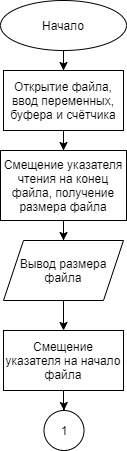 Начало
Открытие файла,
ввод переменных,
буфера и счётчика
Смещение указателя
чтения на конец
файла, получение
размера файла
Вывод размера
файла
Смещение
указателя на начало
файла
1